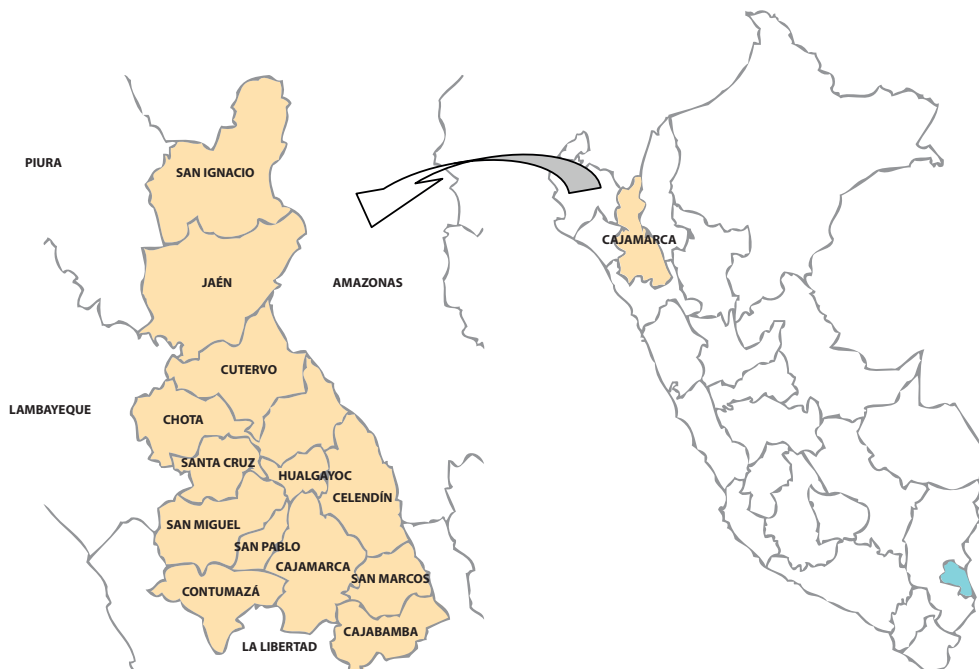 PIURA
SAN IGNACIO
CAJAMARCA
JAÉN
AMAZONAS
CUTERVO
LAMBAYEQUE
CHOTA
SANTA CRUZ
HUALGAYOC
CELENDÍN
SAN MIGUEL
SAN PABLO
CAJAMARCA
SAN MARCOS
CONTUMAZÁ
CAJABAMBA
LA LIBERTAD